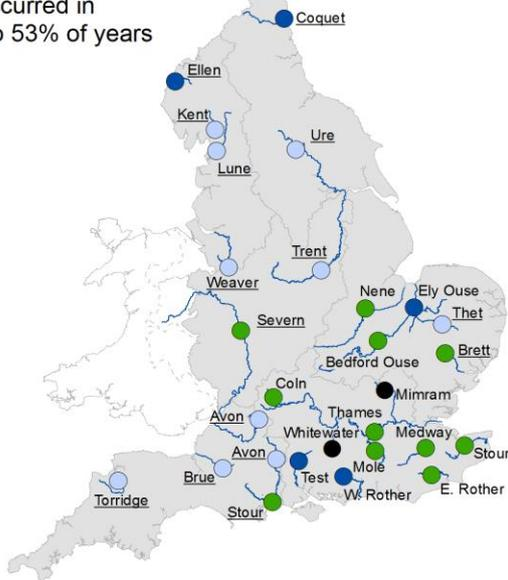 curred in
53% of years
Coquet
Ellen
Kent
Ure
Lune
Trent
Weaver
Nene
Ely Ouse
Thet
Severn
Bedford Ouse
Brett
Coln
Mimram
Avon
Thames
Whitewater
Medway
Avon
Mole
Stour
Brue
Test
W. Rother
E. Rother
Torridge
Stour